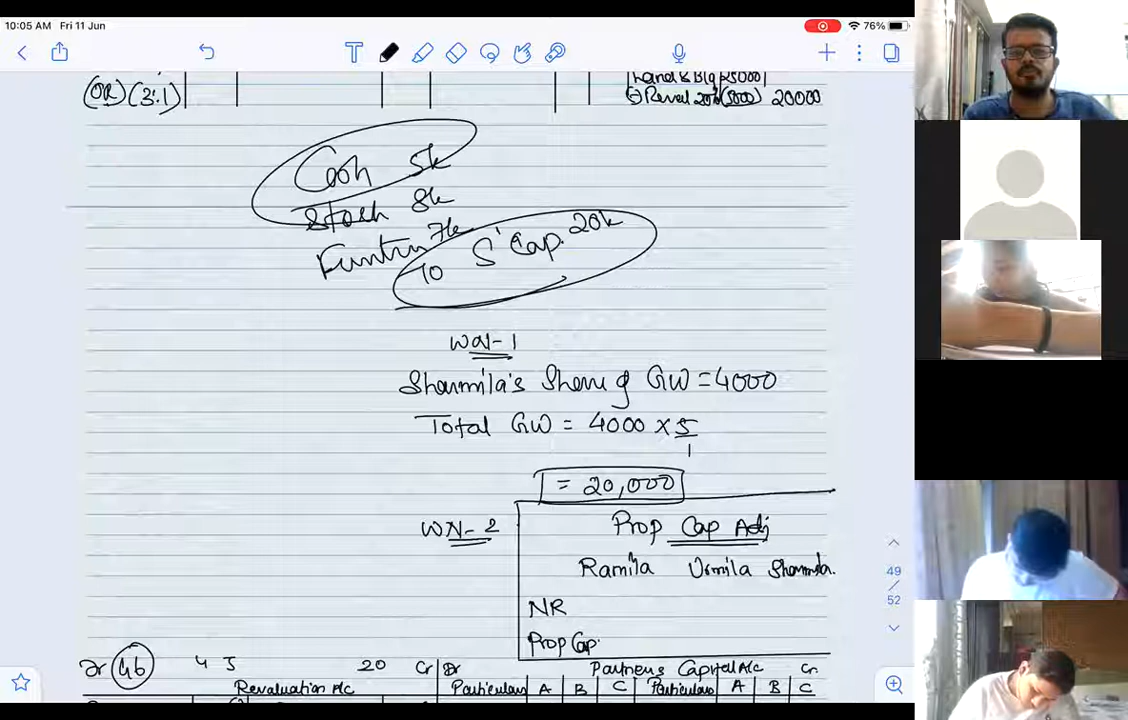 10:05 AM Fri 11 Jun
76%
T
Land & Blg 25000
(OR) (3:1)
(-) Reval 20% (5000) 20000
Cash 5k
Stock 8k
7k
To S' Cap. 20k
WN-1
Sharmila's Share of GW = 4000
Total GW = 4000 × 5/1
= 20,000
WN-2
Prop Cap Adj
Ramila Urmila Sharmila.
NR
Prop Cap.
49
/
52
Dr 46 4 5 20 Cr Dr Partners Capital A/c Cr
Revaluation A/c Particulars A B C Particulars A B C